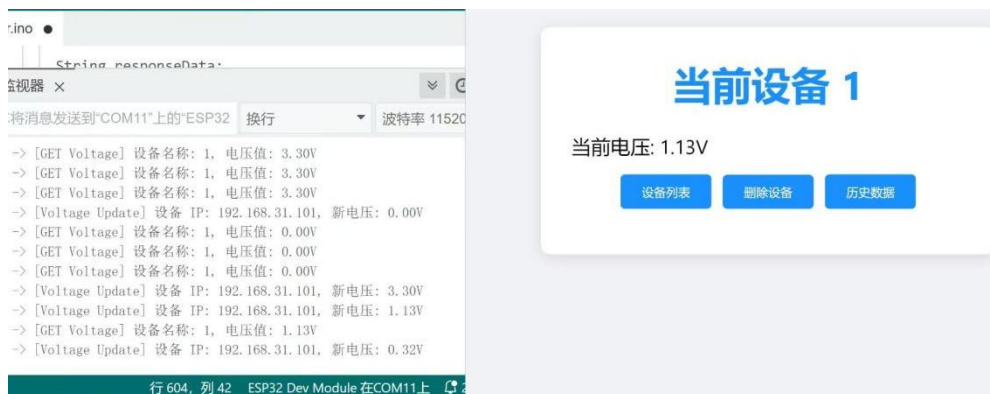 r.ino ●
String responseData;
监视器 ×
将消息发送到“COM11”上的“ESP32
换行
波特率 11520
-> [GET Voltage] 设备名称: 1, 电压值: 3.30V
-> [GET Voltage] 设备名称: 1, 电压值: 3.30V
-> [GET Voltage] 设备名称: 1, 电压值: 3.30V
-> [Voltage Update] 设备 IP: 192.168.31.101, 新电压: 0.00V
-> [GET Voltage] 设备名称: 1, 电压值: 0.00V
-> [GET Voltage] 设备名称: 1, 电压值: 0.00V
-> [GET Voltage] 设备名称: 1, 电压值: 0.00V
-> [Voltage Update] 设备 IP: 192.168.31.101, 新电压: 3.30V
-> [Voltage Update] 设备 IP: 192.168.31.101, 新电压: 1.13V
-> [GET Voltage] 设备名称: 1, 电压值: 1.13V
-> [Voltage Update] 设备 IP: 192.168.31.101, 新电压: 0.32V
行 604，列 42 ESP32 Dev Module 在COM11上
当前设备 1
当前电压: 1.13V
设备列表
删除设备
历史数据